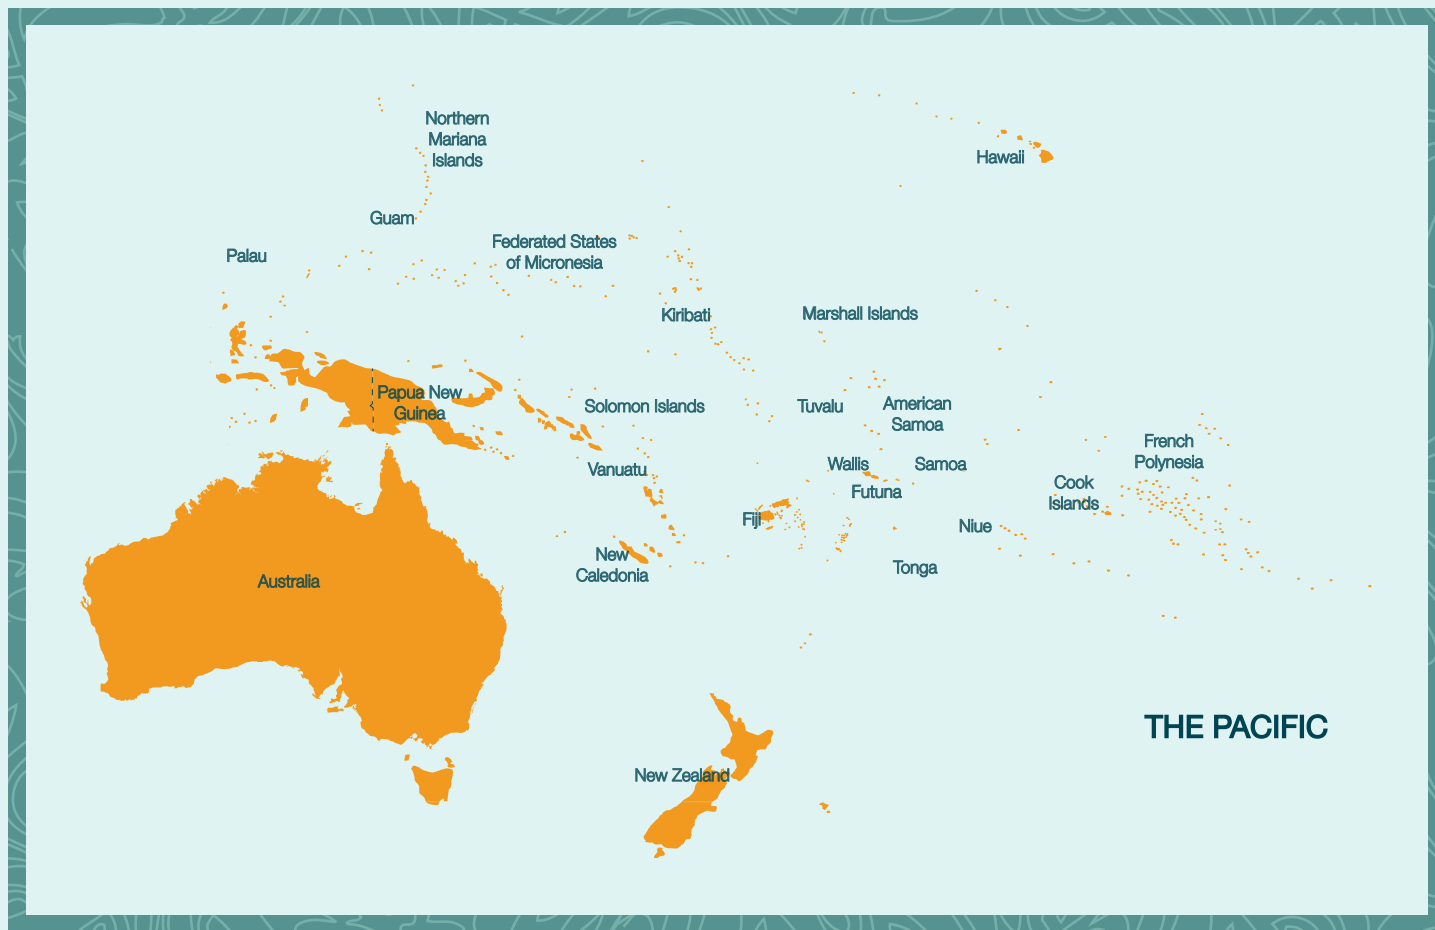 Northern
Mariana
Islands
Hawaii
Guam
Federated States
of Micronesia
Palau
Kiribati
Marshall Islands
Papua New
Guinea
Solomon Islands
Tuvalu
American
Samoa
French
Polynesia
Vanuatu
Wallis
Futuna
Samoa
Cook
Islands
Fiji
Niue
New
Caledonia
Tonga
Australia
THE PACIFIC
New Zealand